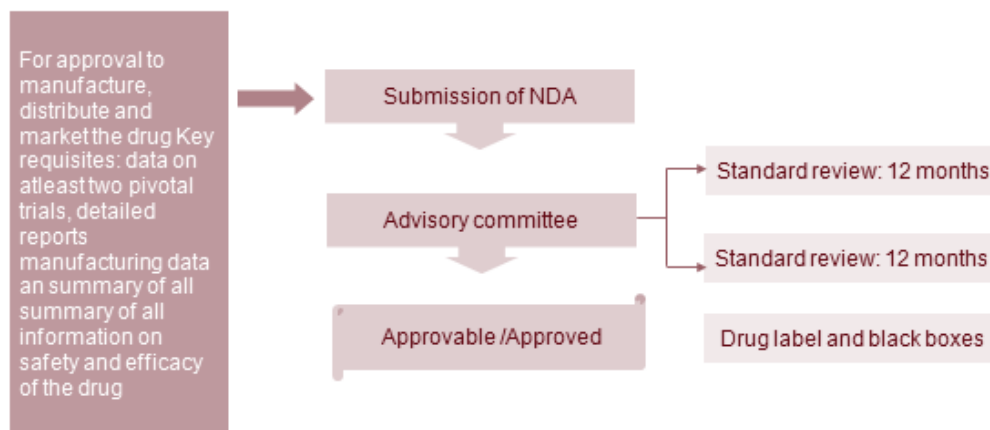 For approval to
manufacture,
distribute and
market the drug Key
requisites: data on
atleast two pivotal
trials, detailed
reports
manufacturing data
an summary of all
summary of all
information on
safety and efficacy
of the drug
Submission of NDA
Advisory committee
Standard review: 12 months
Standard review: 12 months
Approvable /Approved
Drug label and black boxes